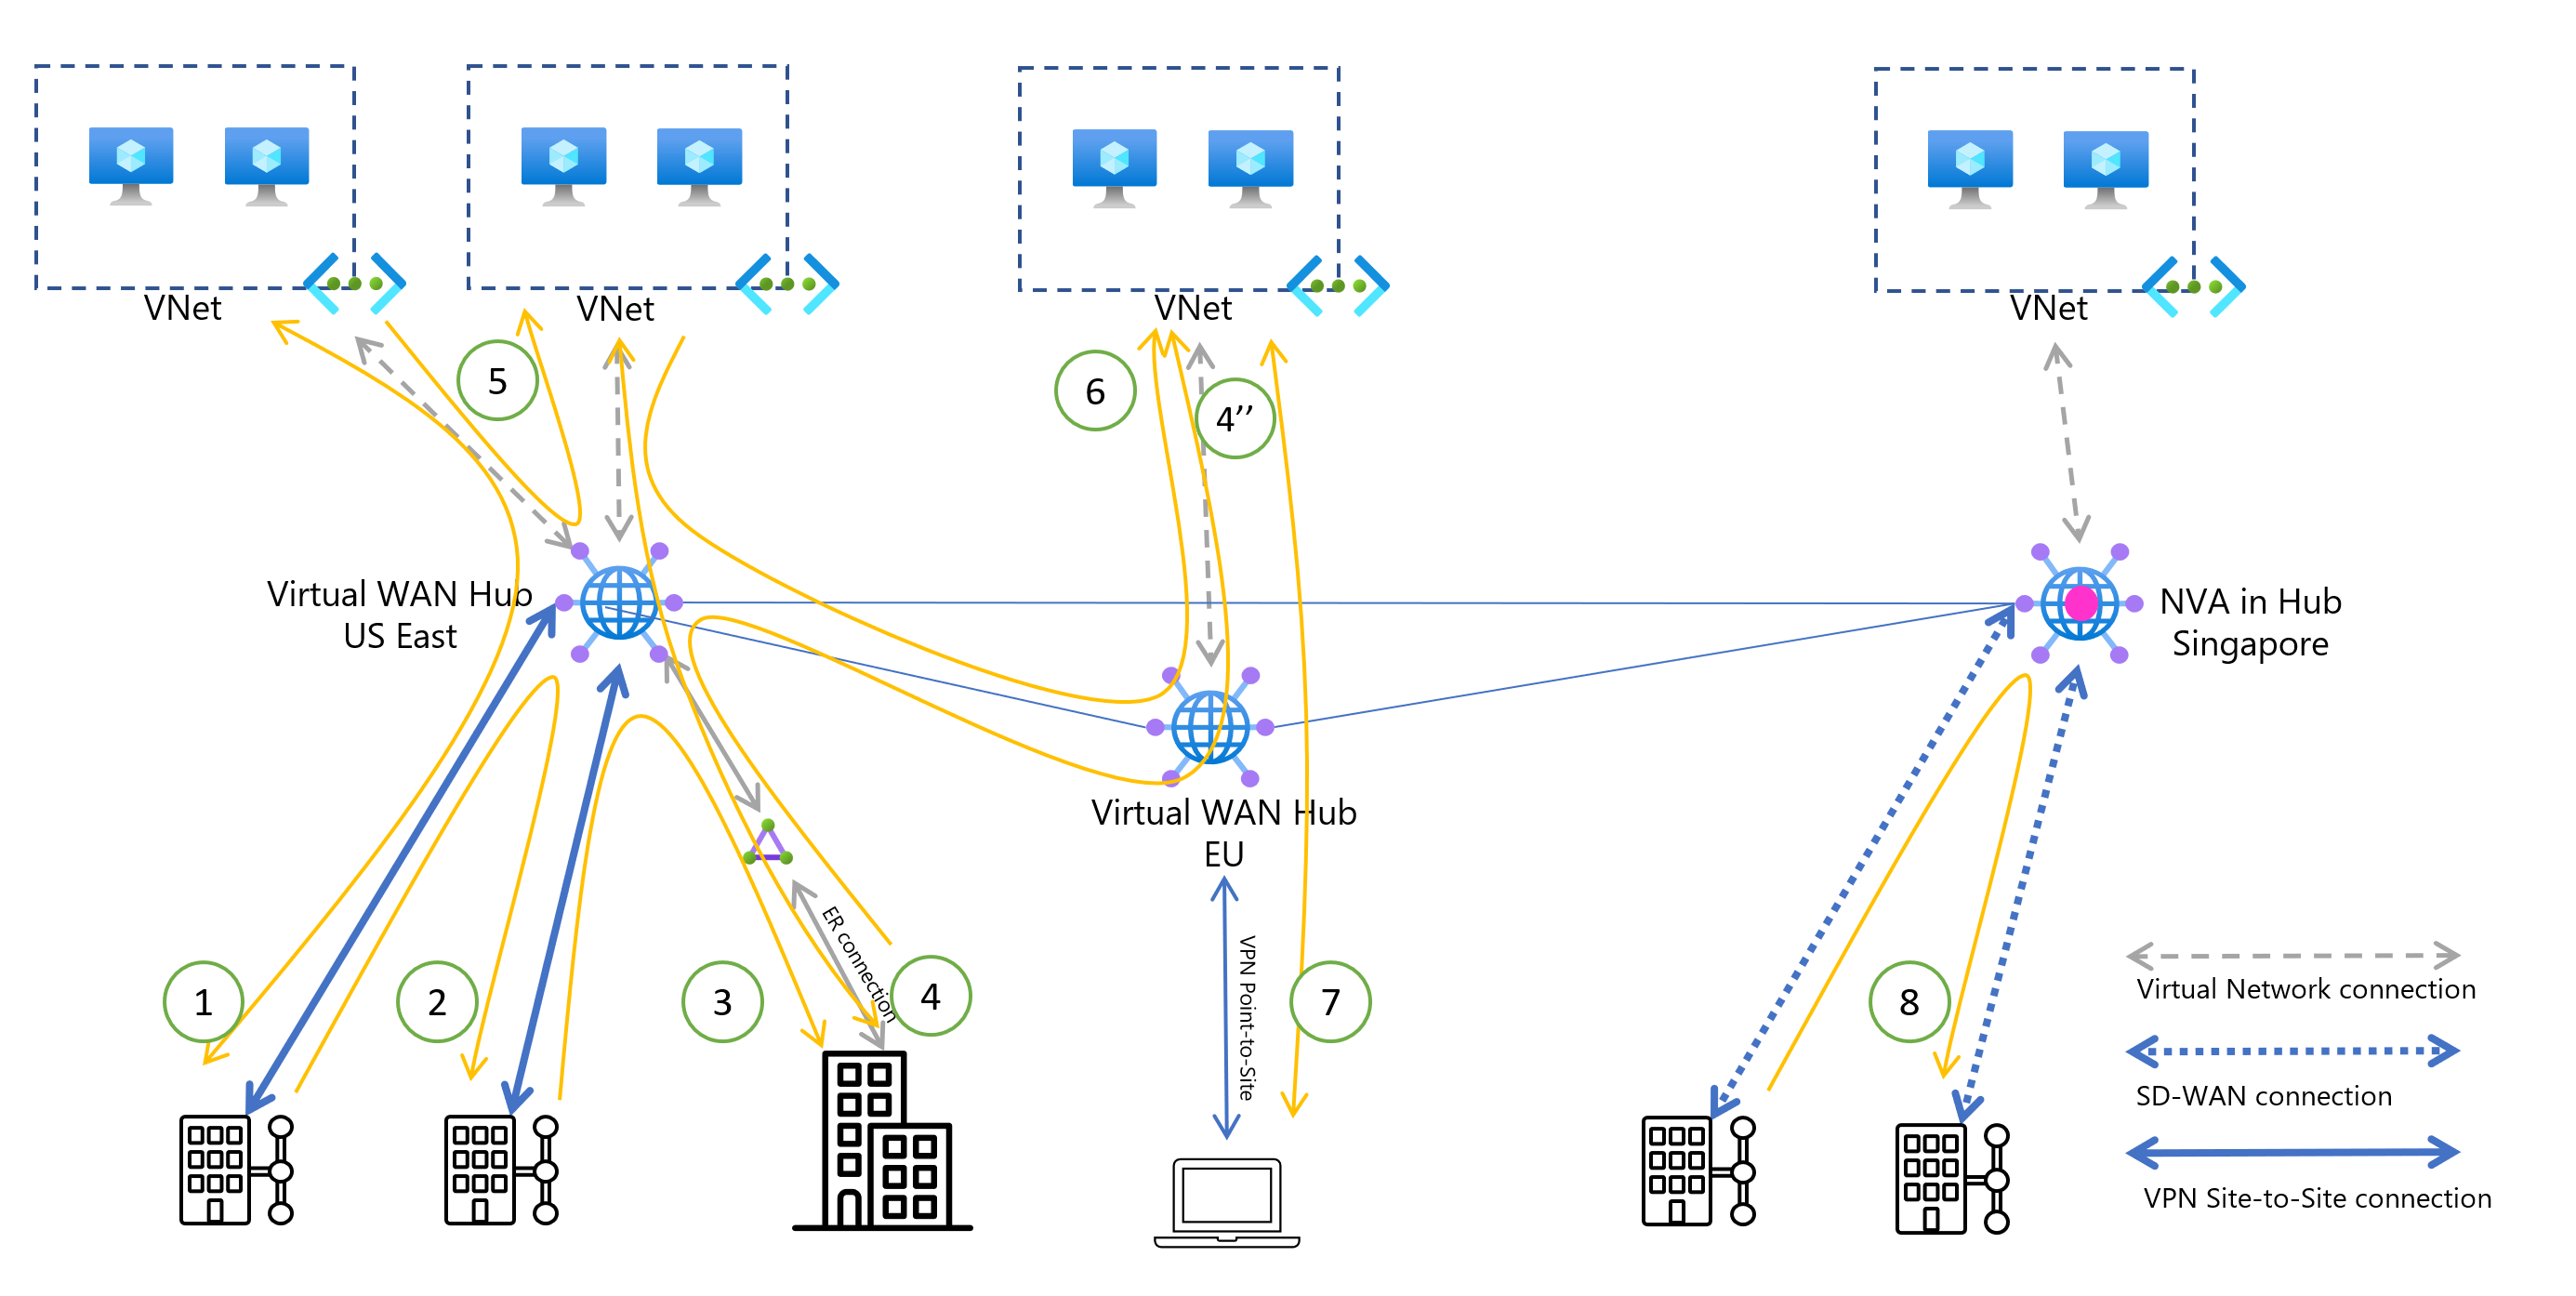 VNet
VNet
VNet
VNet
5
6
4’’
Virtual WAN Hub
US East
NVA in Hub
Singapore
Virtual WAN Hub
EU
ER connection
VPN Point-to-Site
1
2
3
4
7
8
Virtual Network connection
SD-WAN connection
VPN Site-to-Site connection